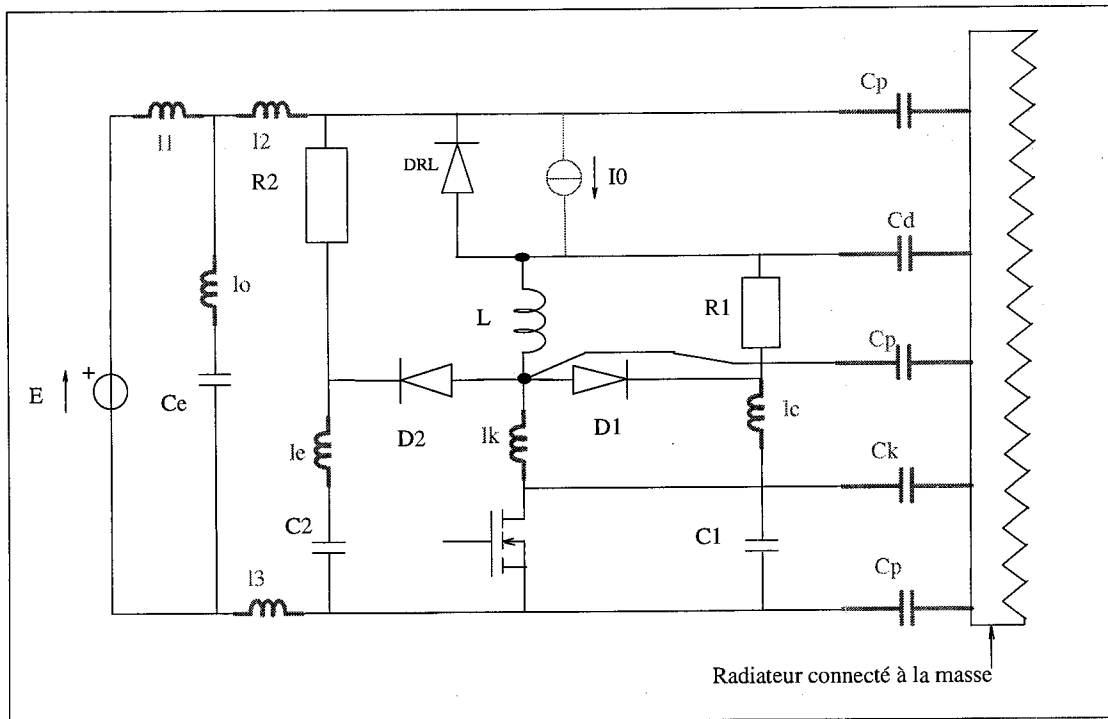 Cp
l1
l2
R2
DRL
I0
Cd
lo
L
R1
Cp
E
+
Ce
D2
D1
lc
le
lk
Ck
C2
C1
l3
Cp
Radiateur connecté à la masse